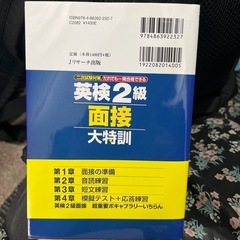 ISBN978-4-86392-232-7
C2082 ¥1400E
定価（本体1400円+税）
Jリサーチ出版
9784863922327
1922082014005
二次試験対策 だれでも一発合格できる
英検2級
面接
大特訓
第1章 面接の準備
第2章 音読練習
第3章 短文練習
第4章 模擬テスト+応答練習
英検2級面接 超重要ボキャブラリーいちらん